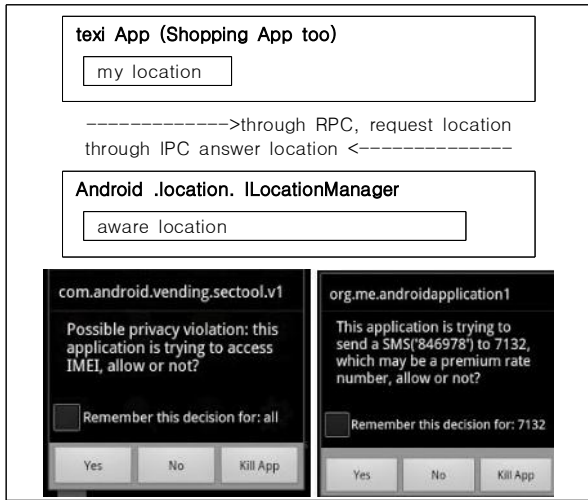 texi App (Shopping App too)
my location
------------->through RPC, request location
through IPC answer location <--------------
Android .location. ILocationManager
aware location
com.android.vending.sectool.v1
Possible privacy violation: this
application is trying to access
IMEI, allow or not?
Remember this decision for: all
Yes No Kill App
org.me.androidapplication1
This application is trying to
send a SMS('846978') to 7132,
which may be a premium rate
number, allow or not?
Remember this decision for: 7132
Yes No Kill App